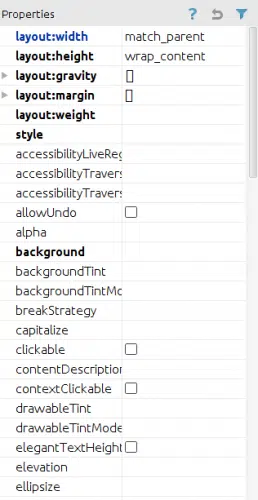 Properties ?
layout:width match_parent
layout:height wrap_content
layout:gravity []
layout:margin []
layout:weight
style
accessibilityLiveReg
accessibilityTravers
accessibilityTravers
allowUndo
alpha
background
backgroundTint
backgroundTintMo
breakStrategy
capitalize
clickable
contentDescription
contextClickable
drawableTint
drawableTintMode
elegantTextHeight
elevation
ellipsize